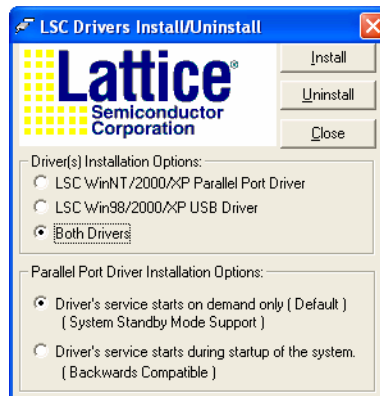 LSC Drivers Install/Uninstall
Lattice®
Semiconductor
Corporation
Install
Uninstall
Close
Driver(s) Installation Options:
LSC WinNT/2000/XP Parallel Port Driver
LSC Win98/2000/XP USB Driver
Both Drivers
Parallel Port Driver Installation Options:
Driver's service starts on demand only ( Default )
( System Standby Mode Support )
Driver's service starts during startup of the system.
( Backwards Compatible )